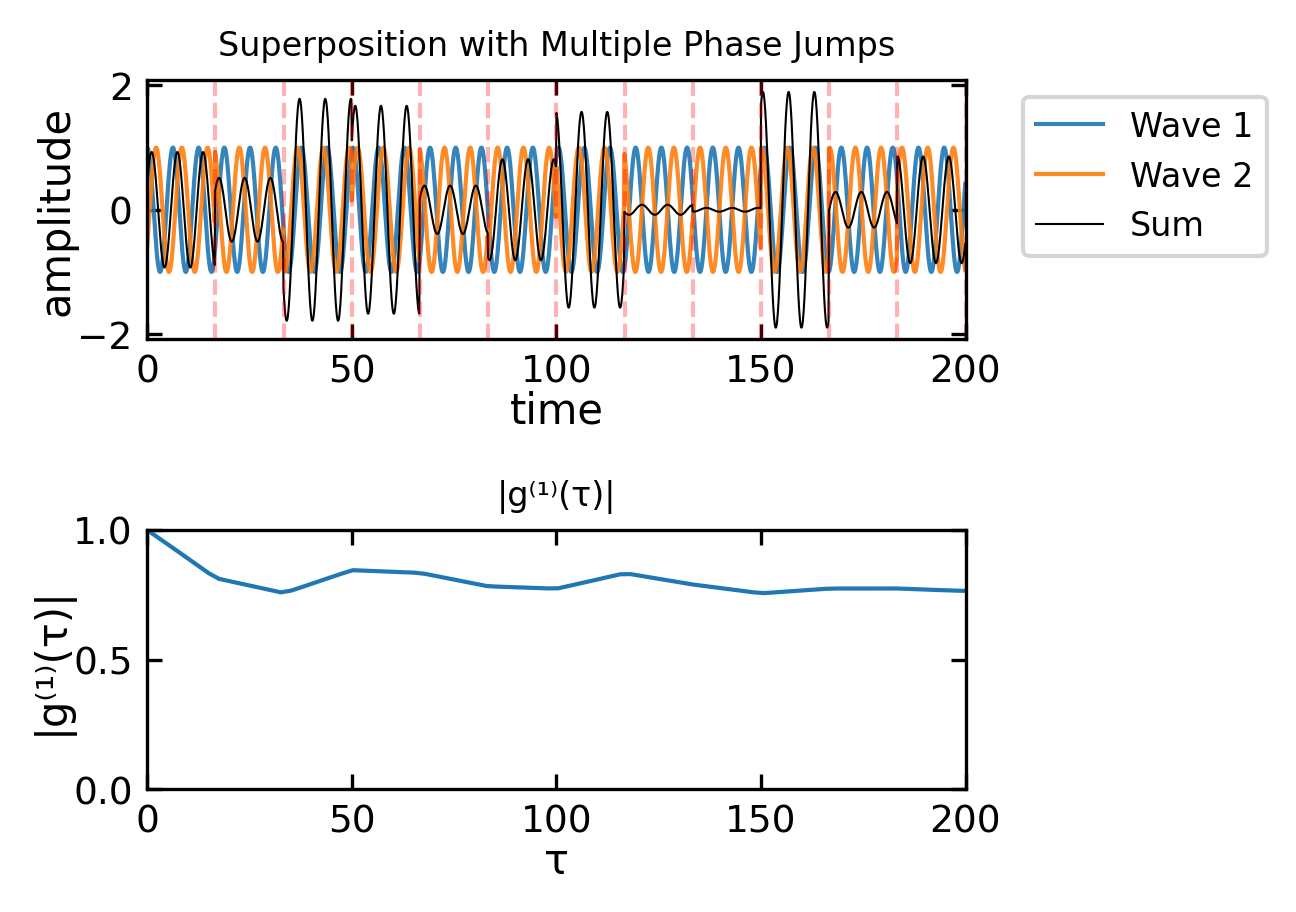 Superposition with Multiple Phase Jumps
amplitude
2
0
−2
0 50 100 150 200
time
Wave 1
Wave 2
Sum
|g⁽¹⁾(τ)|
|g⁽¹⁾(τ)|
1.0
0.5
0.0
0 50 100 150 200
τ